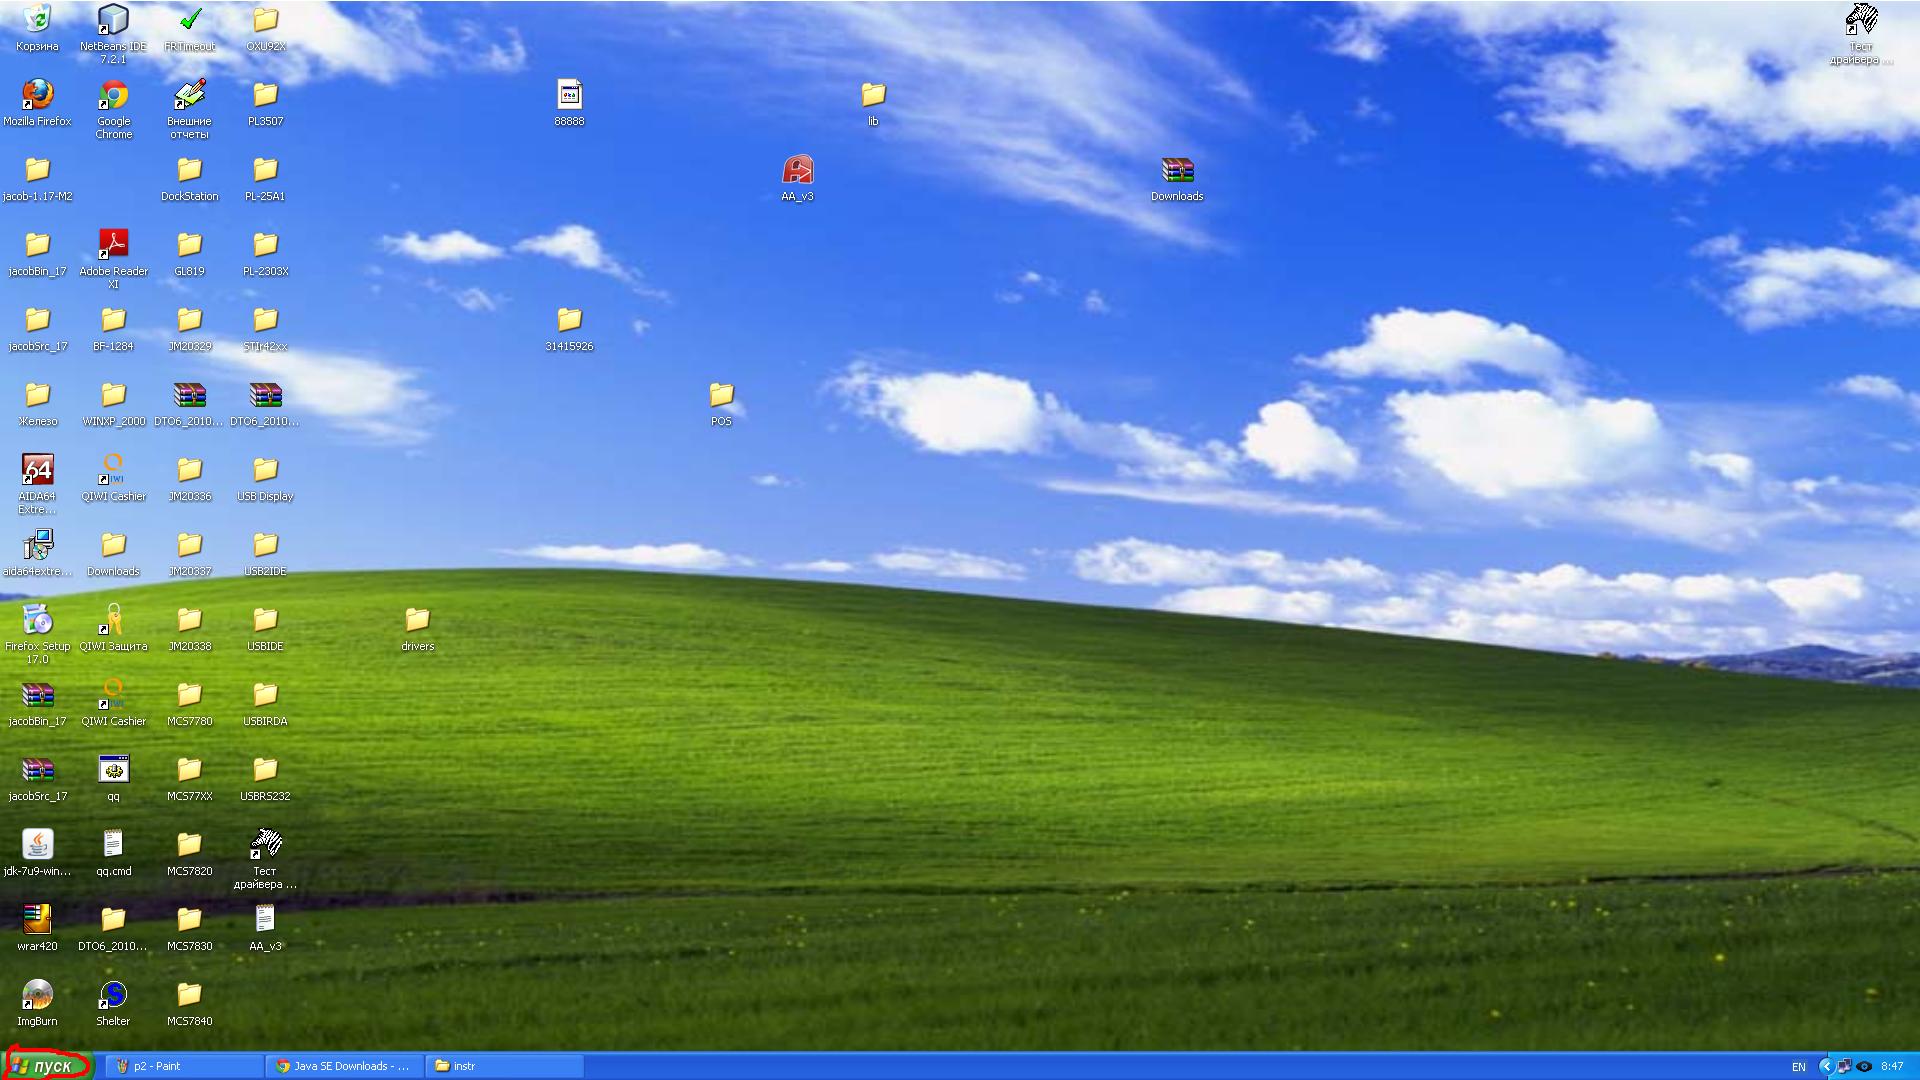 Корзина
NetBeans IDE
7.2.1
FRTimeout
OXU92X
Тест
драйвера ...
Mozilla Firefox
Google
Chrome
Внешние
отчеты
PL3507
88888
lib
jacob-1.17-M2
DockStation
PL-25A1
AA_v3
Downloads
jacobBin_17
Adobe Reader
XI
GL819
PL-2303X
jacobSrc_17
BF-1284
JM20329
STIr42xx
31415926
Железо
WINXP_2000
DTO6_2010...
DTO6_2010...
POS
64
AIDA64
Extre...
QIWI Cashier
JM20336
USB Display
aida64extre...
Downloads
JM20337
USB2IDE
Firefox Setup
17.0
QIWI Защита
JM20338
USBIDE
drivers
jacobBin_17
QIWI Cashier
MCS7780
USBIRDA
jacobSrc_17
qq
MCS77XX
USBRS232
jdk-7u9-win...
qq.cmd
MCS7820
Тест
драйвера ...
wrar420
DTO6_2010...
MCS7830
AA_v3
ImgBurn
Shelter
MCS7840
пуск
p2 - Paint
Java SE Downloads - ...
instr
EN
8:47